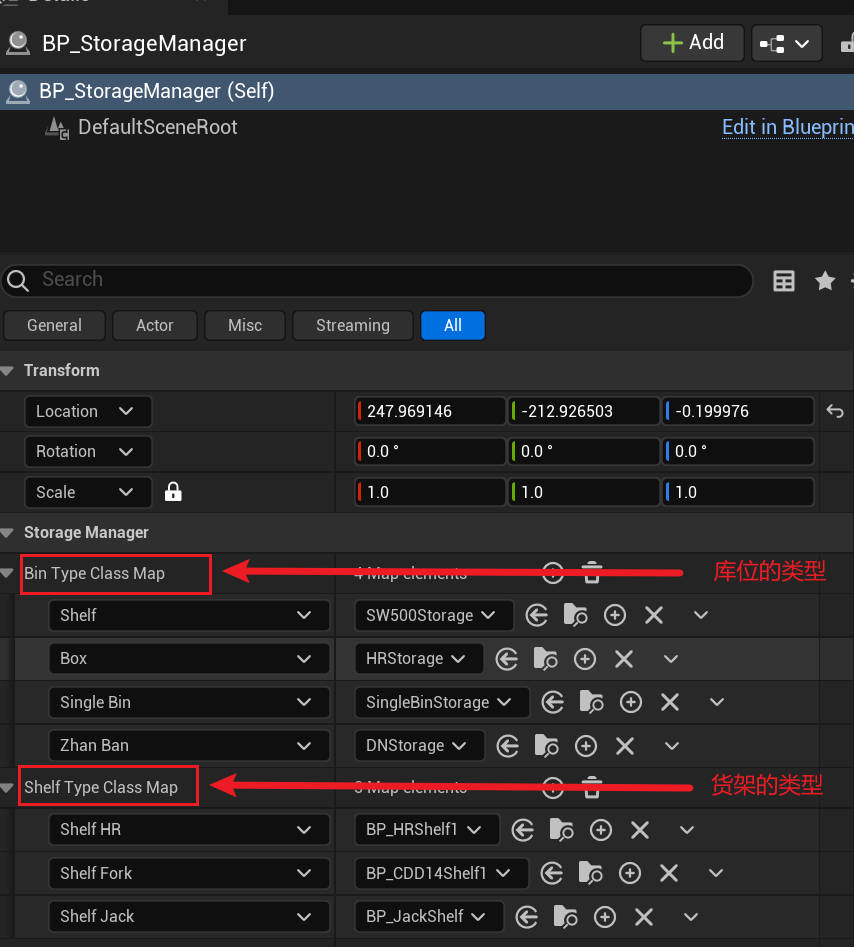 BP_StorageManager
Add
BP_StorageManager (Self)
DefaultSceneRoot
Edit in Blueprin
Search
General
Actor
Misc
Streaming
All
Transform
Location
247.969146
-212.926503
-0.199976
Rotation
0.0 °
0.0 °
0.0 °
Scale
1.0
1.0
1.0
Storage Manager
Bin Type Class Map
4 Map elements
库位的类型
Shelf
SW500Storage
Box
HRStorage
Single Bin
SingleBinStorage
Zhan Ban
DNStorage
Shelf Type Class Map
3 Map elements
货架的类型
Shelf HR
BP_HRShelf1
Shelf Fork
BP_CDD14Shelf1
Shelf Jack
BP_JackShelf